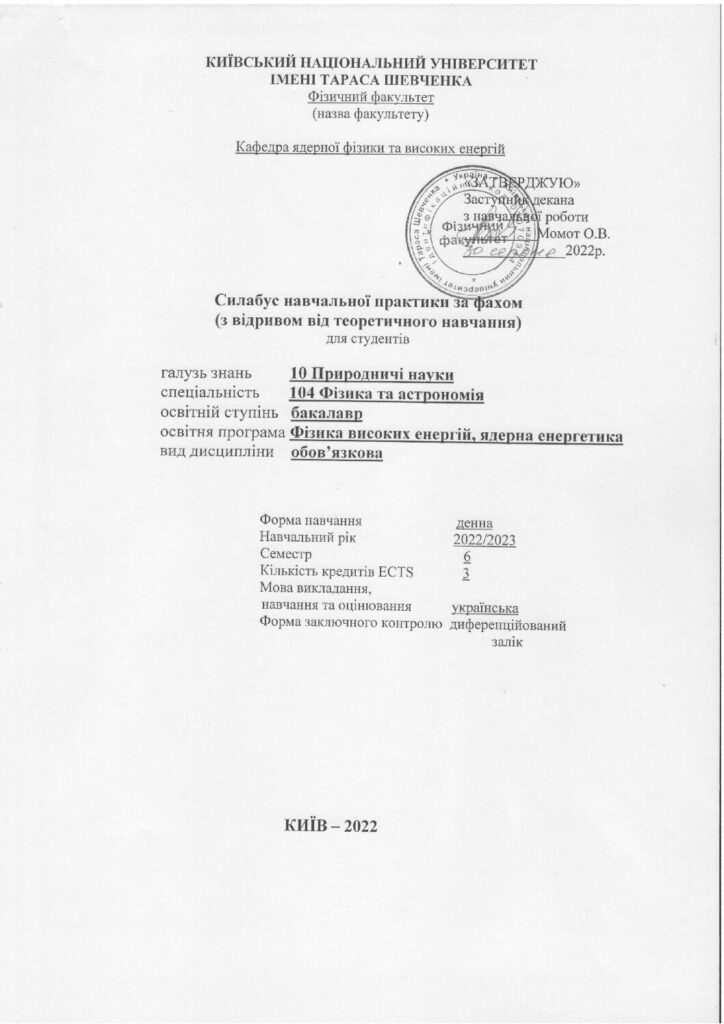 КИЇВСЬКИЙ НАЦІОНАЛЬНИЙ УНІВЕРСИТЕТ
ІМЕНІ ТАРАСА ШЕВЧЕНКА
Фізичний факультет
(назва факультету)
Кафедра ядерної фізики та високих енергій
«ЗАТВЕРДЖУЮ»
Заступник декана
з навчальної роботи
Момот О.В.
30 серпня 2022р.
Фізичний
факультет
Силабус навчальної практики за фахом
(з відривом від теоретичного навчання)
для студентів
галузь знань 10 Природничі науки
спеціальність 104 Фізика та астрономія
освітній ступінь бакалавр
освітня програма Фізика високих енергій, ядерна енергетика
вид дисципліни обов’язкова
Форма навчання денна
Навчальний рік 2022/2023
Семестр 6
Кількість кредитів ECTS 3
Мова викладання,
навчання та оцінювання українська
Форма заключного контролю диференційований
залік
КИЇВ – 2022